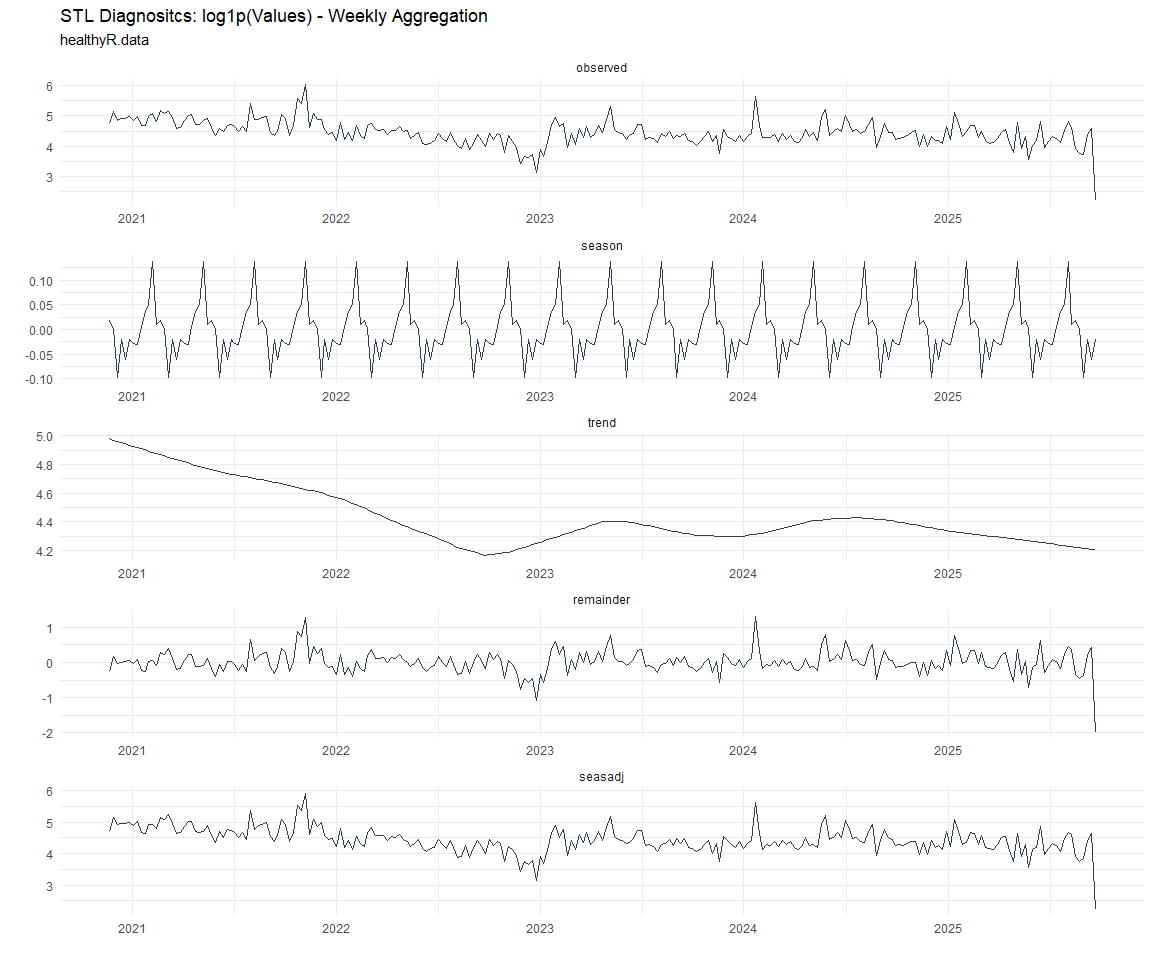 STL Diagnositcs: log1p(Values) - Weekly Aggregation
healthyR.data
observed
6
5
4
3
2021 2022 2023 2024 2025
season
0.10
0.05
0.00
-0.05
-0.10
2021 2022 2023 2024 2025
trend
5.0
4.8
4.6
4.4
4.2
2021 2022 2023 2024 2025
remainder
1
0
-1
-2
2021 2022 2023 2024 2025
seasadj
6
5
4
3
2021 2022 2023 2024 2025